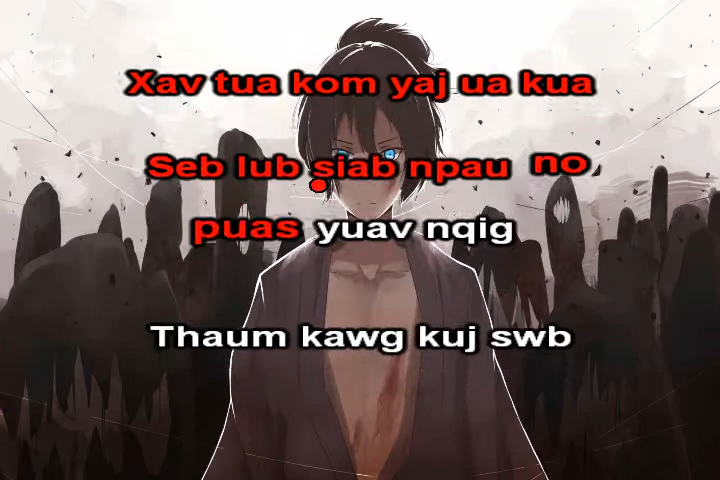 Xav tua kom yaj ua kua
Seb lub siab npau no
puas yuav nqig
Thaum kawg kuj swb